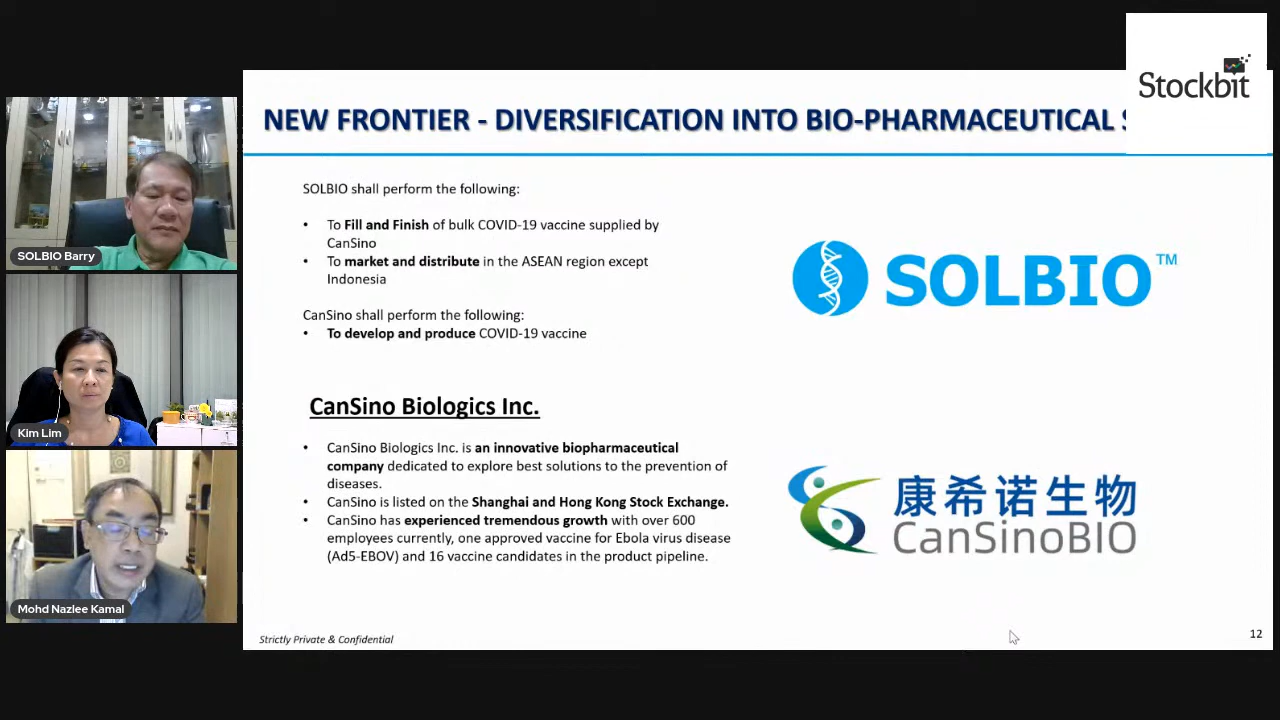 Stockbit
NEW FRONTIER - DIVERSIFICATION INTO BIO-PHARMACEUTICAL
SOLBIO shall perform the following:
• To Fill and Finish of bulk COVID-19 vaccine supplied by
CanSino
• To market and distribute in the ASEAN region except
Indonesia
CanSino shall perform the following:
• To develop and produce COVID-19 vaccine
SOLBIO™
CanSino Biologics Inc.
• CanSino Biologics Inc. is an innovative biopharmaceutical
company dedicated to explore best solutions to the prevention of
diseases.
• CanSino is listed on the Shanghai and Hong Kong Stock Exchange.
• CanSino has experienced tremendous growth with over 600
employees currently, one approved vaccine for Ebola virus disease
(Ad5-EBOV) and 16 vaccine candidates in the product pipeline.
康希诺生物
CanSinoBIO
Strictly Private & Confidential
12
SOLBIO Barry
Kim Lim
Mohd Nazlee Kamal